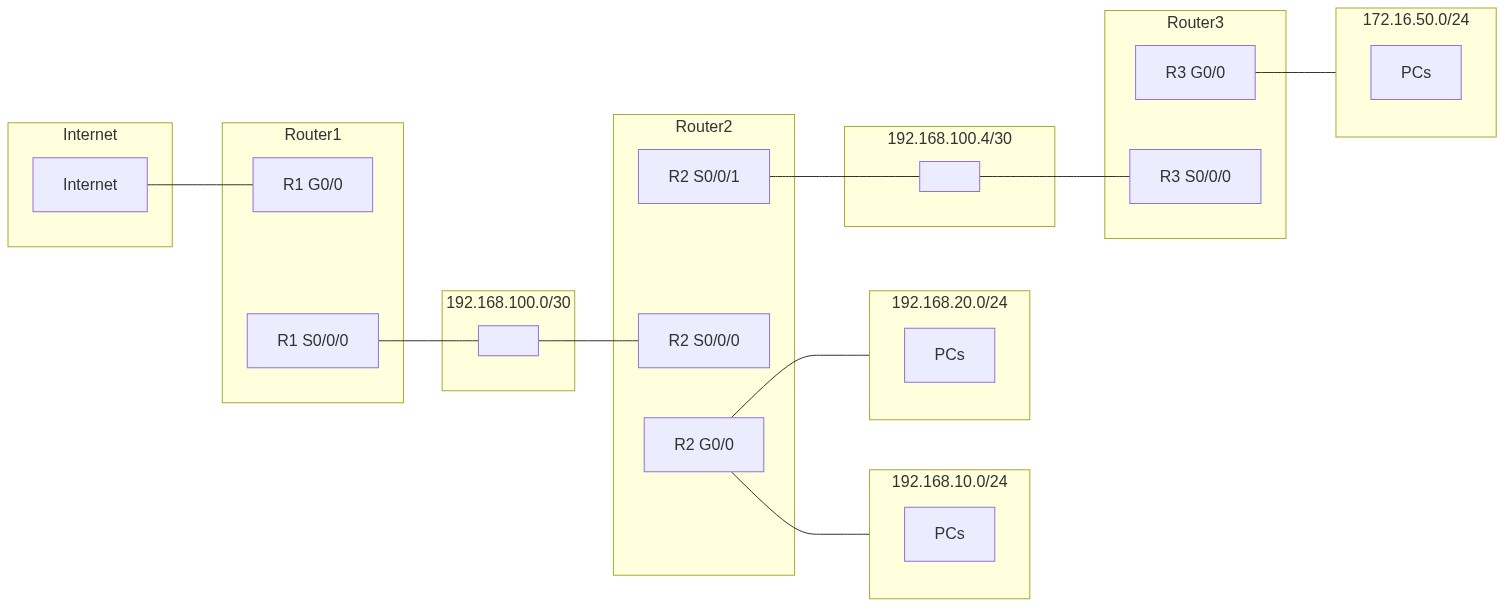 Internet
Internet
Router1
R1 G0/0
R1 S0/0/0
192.168.100.0/30
Router2
R2 S0/0/1
R2 S0/0/0
R2 G0/0
192.168.100.4/30
192.168.20.0/24
PCs
192.168.10.0/24
PCs
Router3
R3 G0/0
R3 S0/0/0
172.16.50.0/24
PCs